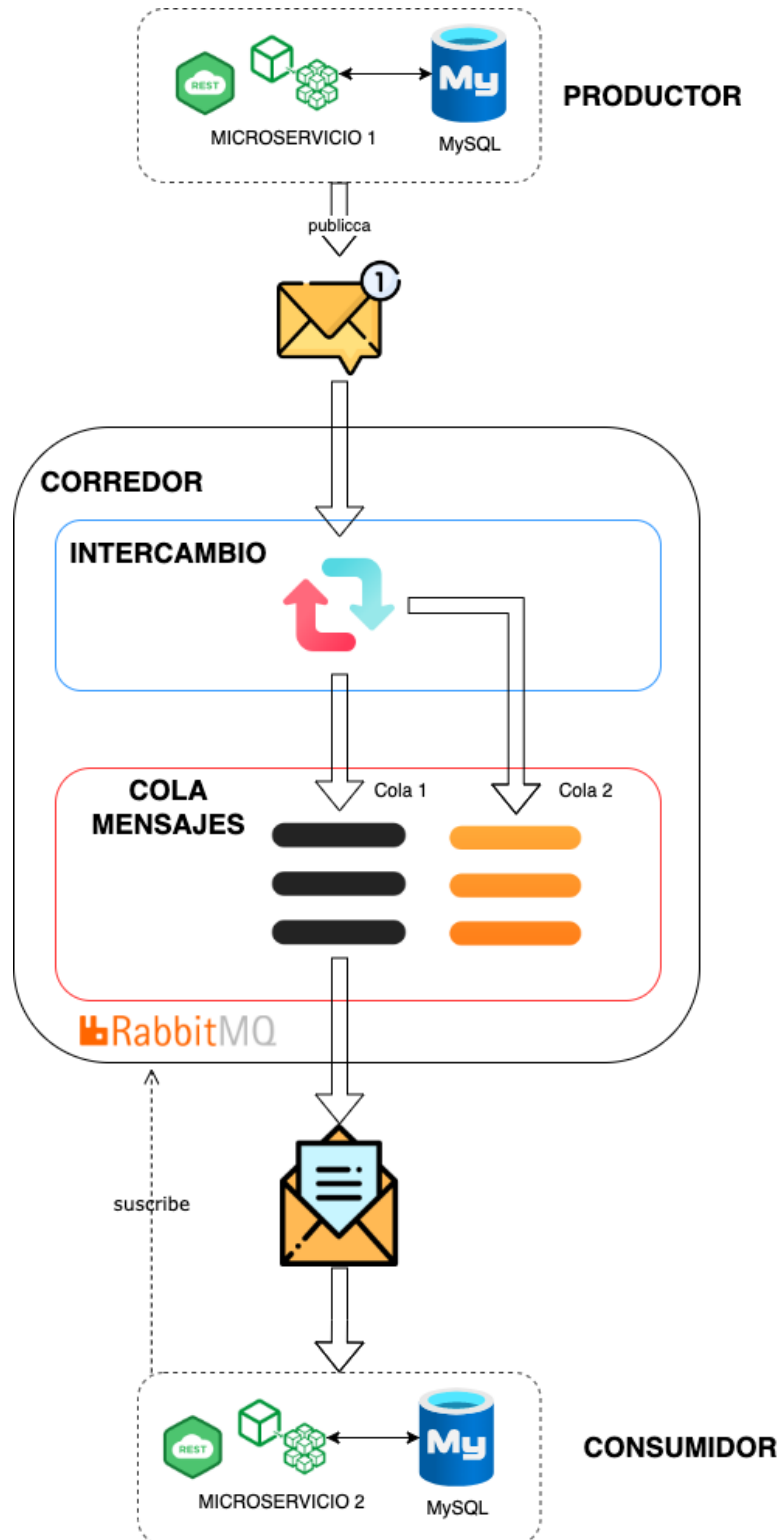 REST
My
PRODUCTOR
MICROSERVICIO 1
MySQL
publicca
1
CORREDOR
INTERCAMBIO
COLA
MENSAJES
Cola 1
Cola 2
RabbitMQ
suscribe
REST
My
CONSUMIDOR
MICROSERVICIO 2
MySQL